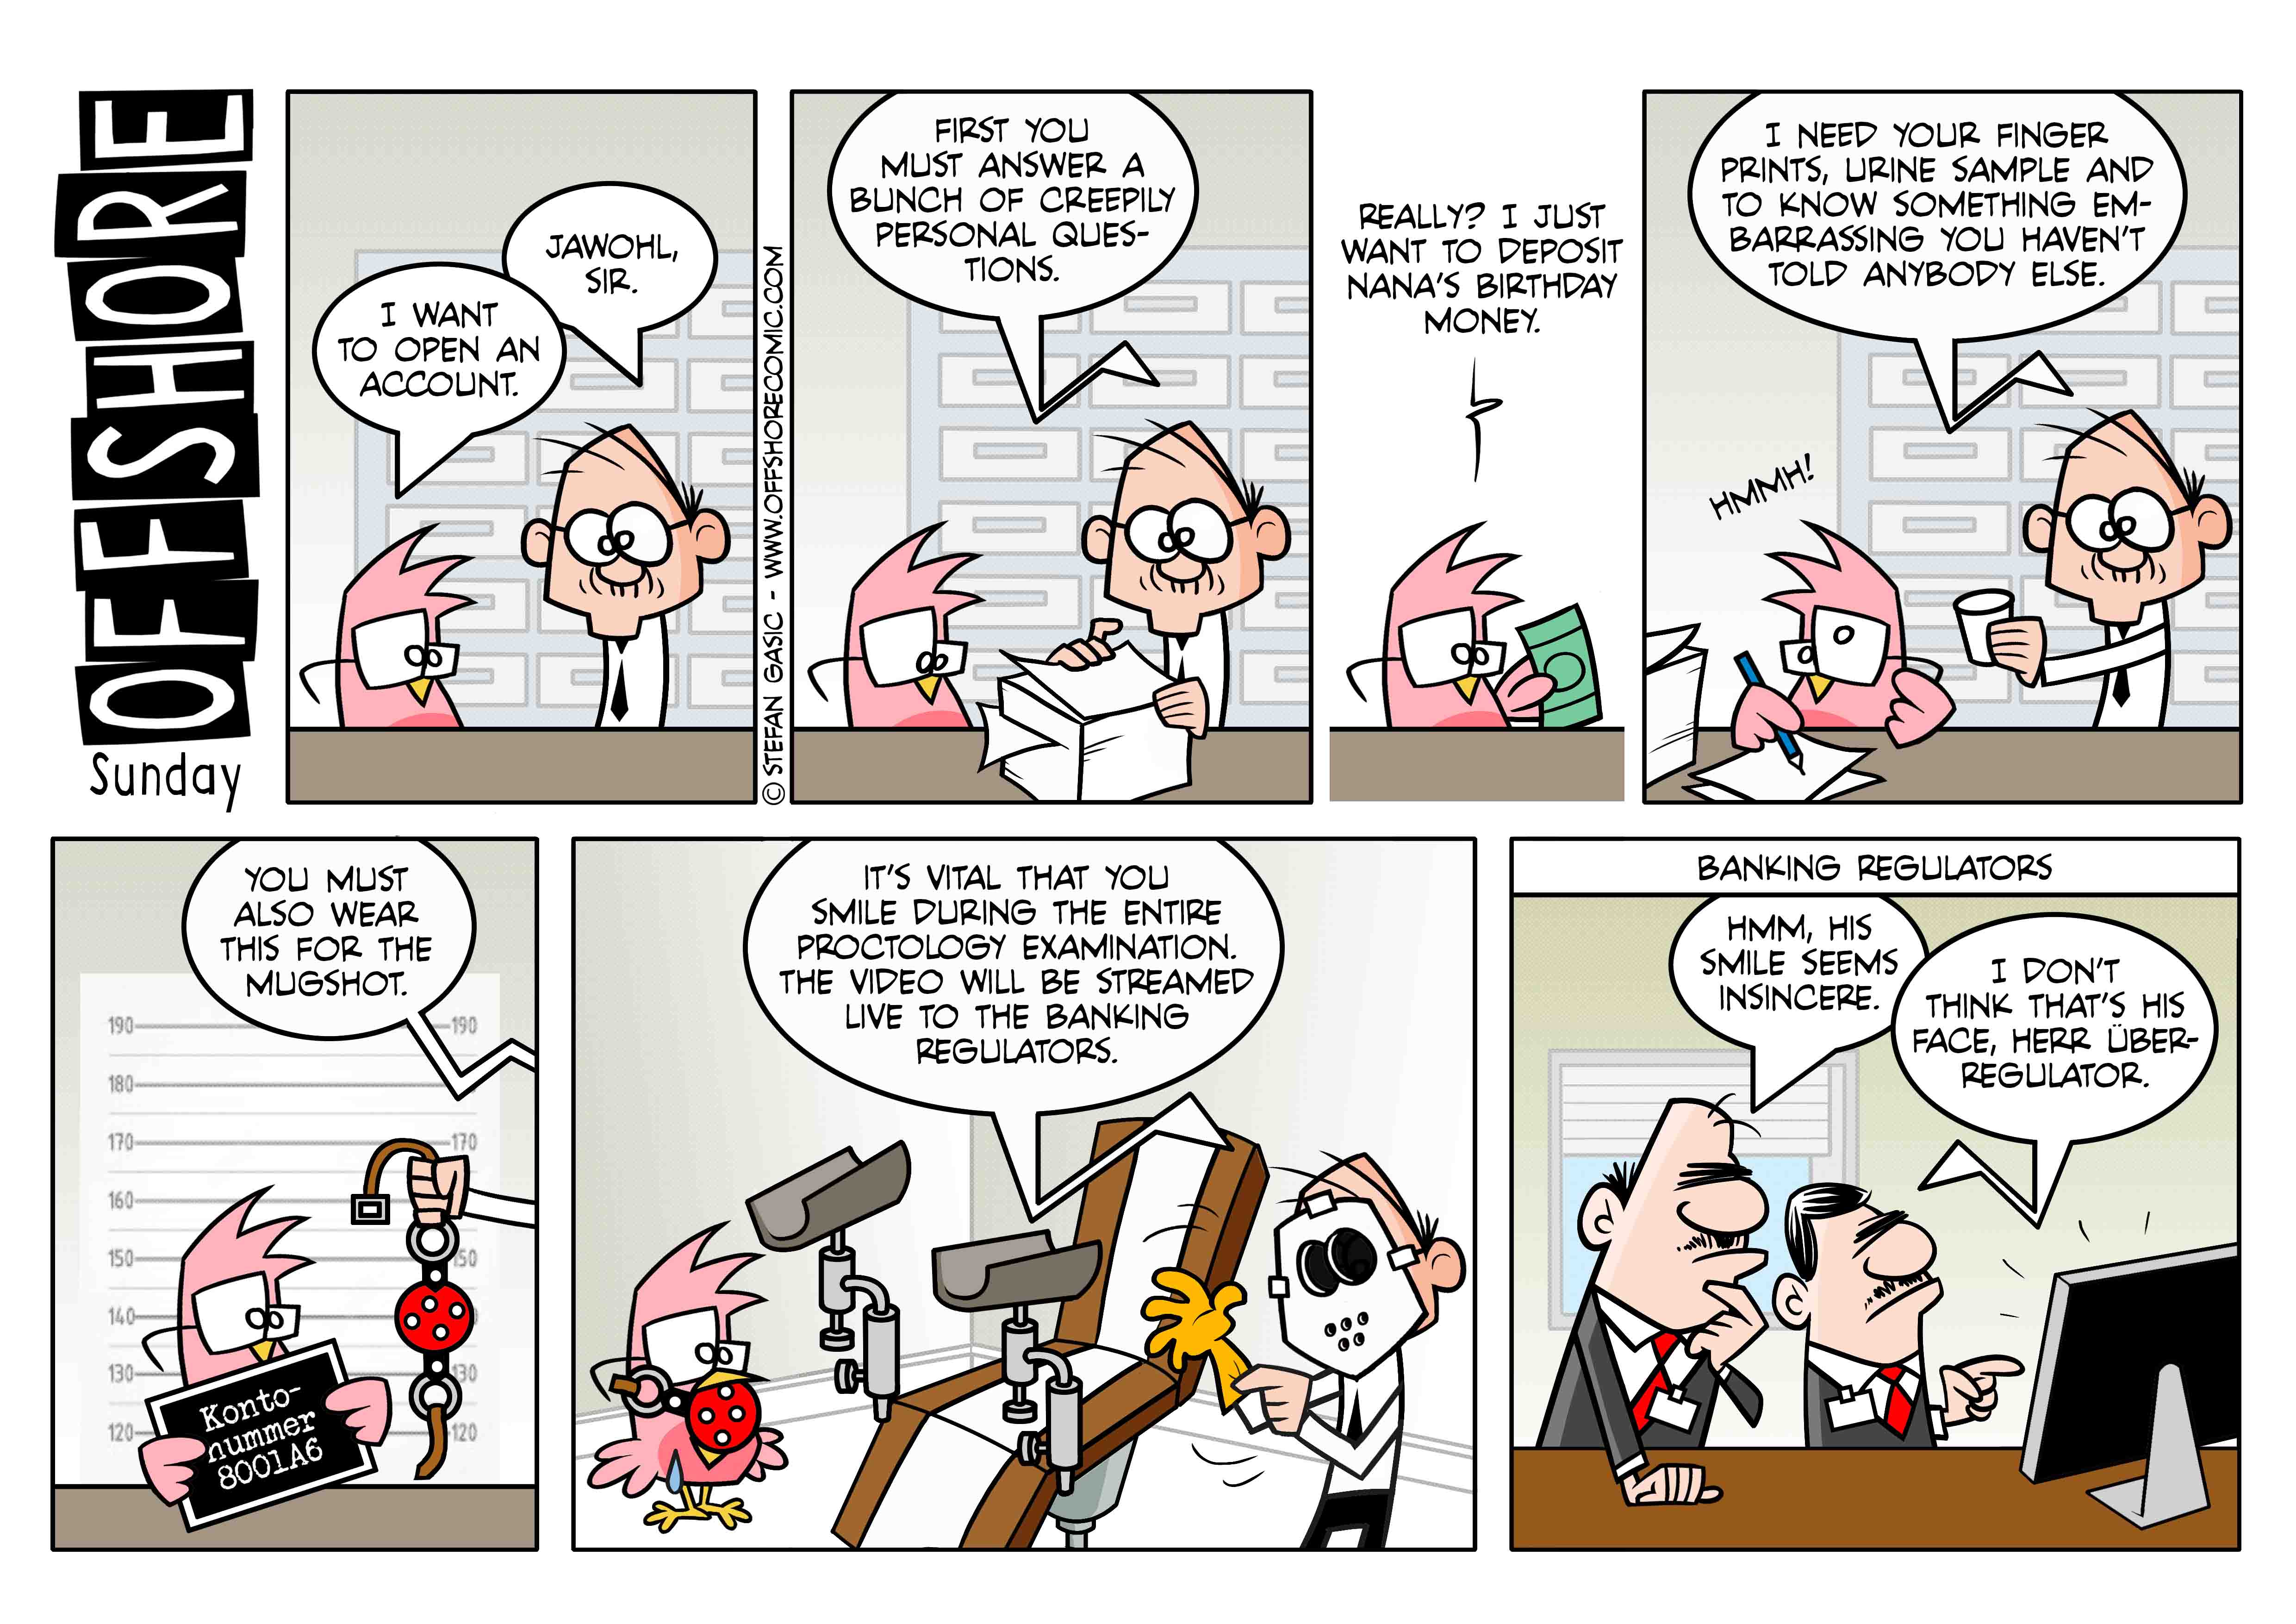 OFFSHORE
Sunday
I WANT
TO OPEN AN
ACCOUNT.
JAWOHL,
SIR.
© STEFAN GASIC - WWW.OFFSHORECOMIC.COM
FIRST YOU
MUST ANSWER A
BUNCH OF CREEPILY
PERSONAL QUES-
TIONS.
REALLY? I JUST
WANT TO DEPOSIT
NANA'S BIRTHDAY
MONEY.
I NEED YOUR FINGER
PRINTS, URINE SAMPLE AND
TO KNOW SOMETHING EM-
BARRASSING YOU HAVEN'T
TOLD ANYBODY ELSE.
HMMH!
YOU MUST
ALSO WEAR
THIS FOR THE
MUGSHOT.
190 190
180
170 170
160
150 150
140
130 130
120 120
Konto-
nummer
8001A6
IT'S VITAL THAT YOU
SMILE DURING THE ENTIRE
PROCTOLOGY EXAMINATION.
THE VIDEO WILL BE STREAMED
LIVE TO THE BANKING
REGULATORS.
BANKING REGULATORS
HMM, HIS
SMILE SEEMS
INSINCERE.
I DON'T
THINK THAT'S HIS
FACE, HERR ÜBER-
REGULATOR.